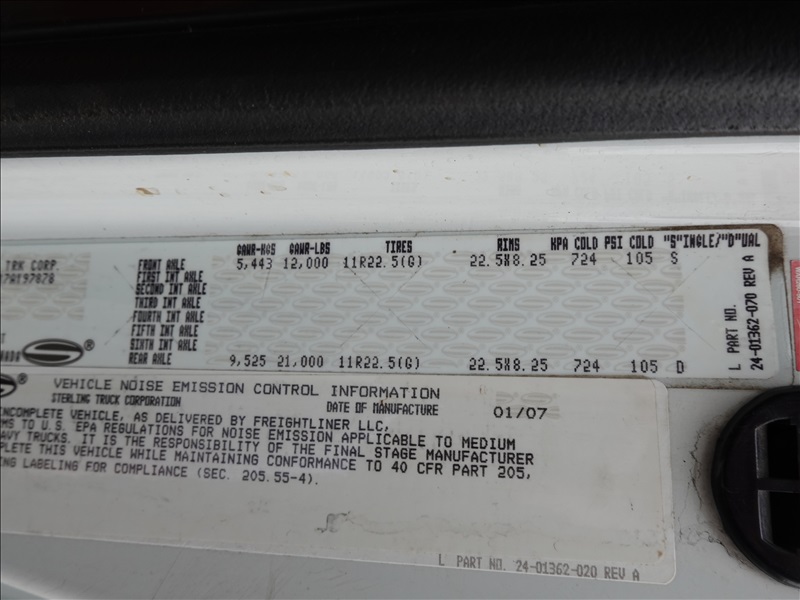 GAWR-KGS GAWR-LBS TIRES RIMS KPA COLD PSI COLD "S"INGLE/"D"UAL
TRK CORP. FRONT AXLE 5,443 12,000 11R22.5(G) 22.5X8.25 724 105 S
FIRST INT AXLE
SECOND INT AXLE
THIRD INT AXLE
FOURTH INT AXLE
FIFTH INT AXLE
SIXTH INT AXLE
REAR AXLE 9,525 21,000 11R22.5(G) 22.5X8.25 724 105 D
L PART NO.
24-01362-070 REV A
VEHICLE NOISE EMISSION CONTROL INFORMATION
STERLING TRUCK CORPORATION DATE OF MANUFACTURE 01/07
INCOMPLETE VEHICLE, AS DELIVERED BY FREIGHTLINER LLC,
MS TO U.S. EPA REGULATIONS FOR NOISE EMISSION APPLICABLE TO MEDIUM
AVY TRUCKS. IT IS THE RESPONSIBILITY OF THE FINAL STAGE MANUFACTURER
PLETE THIS VEHICLE WHILE MAINTAINING CONFORMANCE TO 40 CFR PART 205,
ING LABELING FOR COMPLIANCE (SEC. 205.55-4).
L PART NO. 24-01362-020 REV A